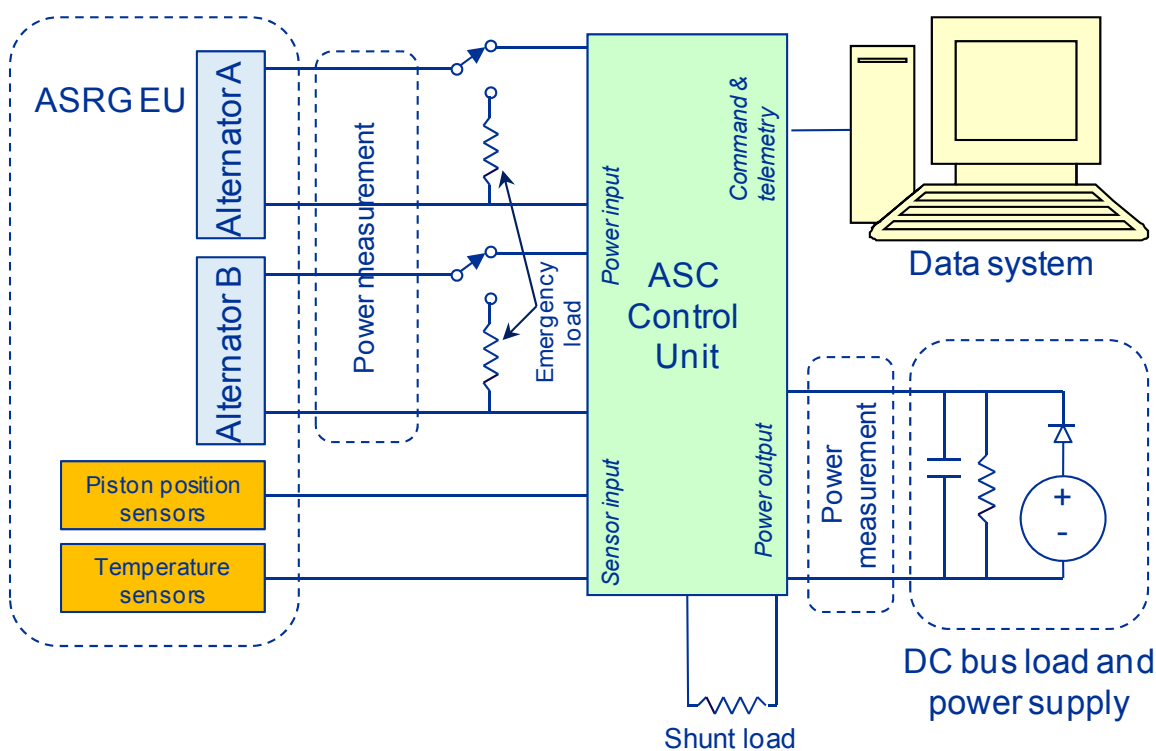 ASRG EU
Alternator A
Alternator B
Power measurement
Emergency
load
Piston position
sensors
Temperature
sensors
Power input
Sensor input
Command &
telemetry
ASC
Control
Unit
Power output
Data system
Power
measurement
+
-
DC bus load and
power supply
Shunt load